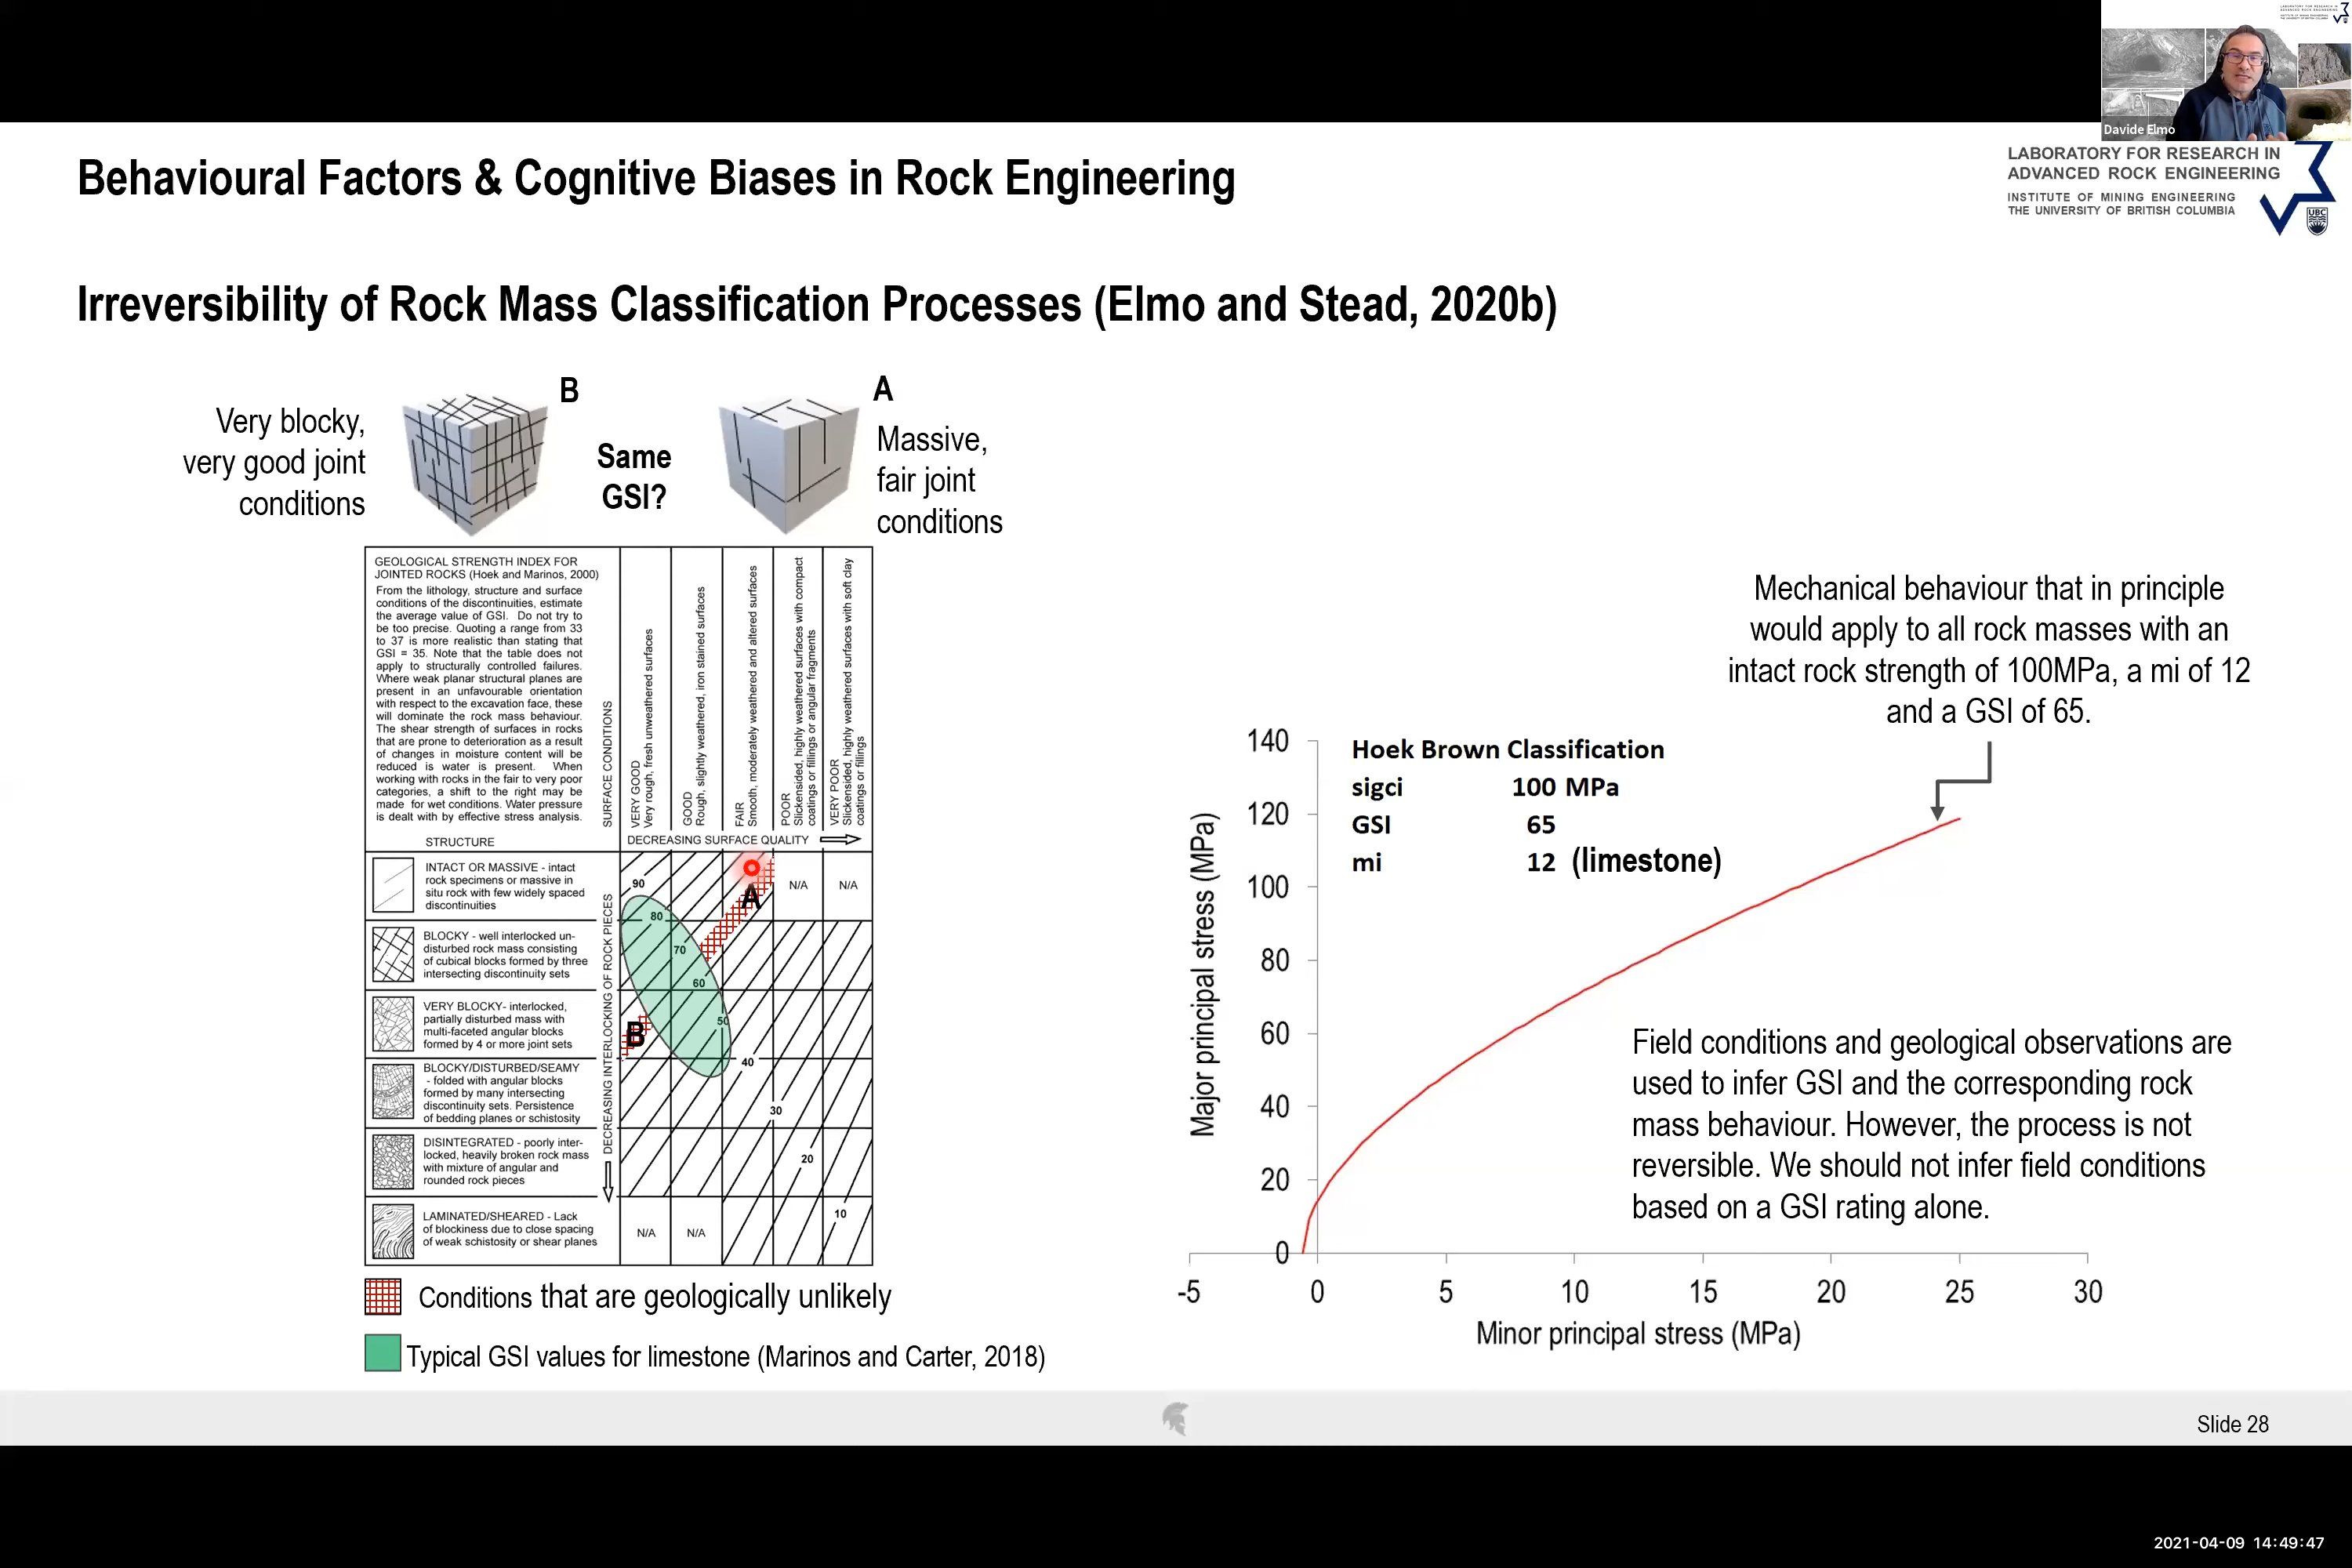 Davide Elmo
LABORATORY FOR RESEARCH IN
ADVANCED ROCK ENGINEERING
INSTITUTE OF MINING ENGINEERING
THE UNIVERSITY OF BRITISH COLUMBIA
UBC
Behavioural Factors & Cognitive Biases in Rock Engineering
Irreversibility of Rock Mass Classification Processes (Elmo and Stead, 2020b)
B
Very blocky,
very good joint
conditions
Same
GSI?
A
Massive,
fair joint
conditions
GEOLOGICAL STRENGTH INDEX FOR
JOINTED ROCKS (Hoek and Marinos, 2000)
From the lithology, structure and surface
conditions of the discontinuities, estimate
the average value of GSI. Do not try to
be too precise. Quoting a range from 33
to 37 is more realistic than stating that
GSI = 35. Note that the table does not
apply to structurally controlled failures.
Where weak planar structural planes are
present in an unfavourable orientation
with respect to the excavation face, these
will dominate the rock mass behaviour.
The shear strength of surfaces in rocks
that are prone to deterioration as a result
of changes in moisture content will be
reduced is water is present. When
working with rocks in the fair to very poor
categories, a shift to the right may be
made for wet conditions. Water pressure
is dealt with by effective stress analysis.
STRUCTURE
SURFACE CONDITIONS
VERY GOOD
Very rough, fresh unweathered surfaces
GOOD
Rough, slightly weathered, iron stained surfaces
FAIR
Smooth, moderately weathered and altered surfaces
POOR
Slickensided, highly weathered surfaces with compact
coatings or fillings or angular fragments
VERY POOR
Slickensided, highly weathered surfaces with soft clay
coatings or fillings
DECREASING SURFACE QUALITY
DECREASING INTERLOCKING OF ROCK PIECES
INTACT OR MASSIVE - intact
rock specimens or massive in
situ rock with few widely spaced
discontinuities
BLOCKY - well interlocked un-
disturbed rock mass consisting
of cubical blocks formed by three
intersecting discontinuity sets
VERY BLOCKY- interlocked,
partially disturbed mass with
multi-faceted angular blocks
formed by 4 or more joint sets
BLOCKY/DISTURBED/SEAMY
- folded with angular blocks
formed by many intersecting
discontinuity sets. Persistence
of bedding planes or schistosity
DISINTEGRATED - poorly inter-
locked, heavily broken rock mass
with mixture of angular and
rounded rock pieces
LAMINATED/SHEARED - Lack
of blockiness due to close spacing
of weak schistosity or shear planes
90
80
70
60
50
40
30
20
10
A
B
N/A N/A
N/A N/A
Conditions that are geologically unlikely
Typical GSI values for limestone (Marinos and Carter, 2018)
Mechanical behaviour that in principle
would apply to all rock masses with an
intact rock strength of 100MPa, a mi of 12
and a GSI of 65.
Hoek Brown Classification
sigci 100 MPa
GSI 65
mi 12 (limestone)
Major principal stress (MPa)
140
120
100
80
60
40
20
0
-5 0 5 10 15 20 25 30
Minor principal stress (MPa)
Field conditions and geological observations are
used to infer GSI and the corresponding rock
mass behaviour. However, the process is not
reversible. We should not infer field conditions
based on a GSI rating alone.
Slide 28
2021-04-09 14:49:47